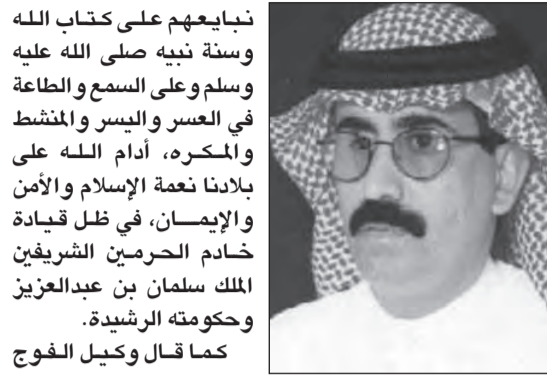 نبايعهم على كتاب الله
وسنة نبيه صلى الله عليه
وسلم وعلى السمع والطاعة
في العسر واليسر والمنشط
والمكره، أدام الله على
بلادنا نعمة الإسلام والأمن
والإيمان، في ظل قيادة
خادم الحرمين الشريفين
الملك سلمان بن عبدالعزيز
وحكومته الرشيدة.
كما قال وكيل الفوج